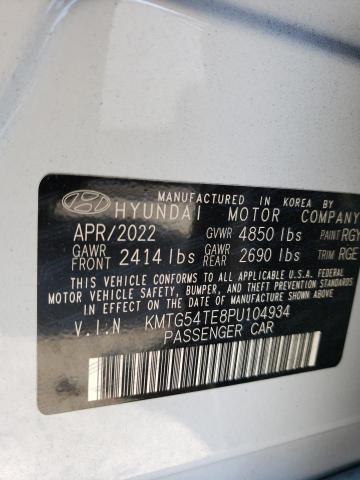 MANUFACTURED IN KOREA BY
HYUNDAI MOTOR COMPANY
APR/2022 GVWR 4850 lbs PAINT RGY
GAWR FRONT 2414 lbs GAWR REAR 2690 lbs TRIM RGE
THIS VEHICLE CONFORMS TO ALL APPLICABLE U.S. FEDERAL
MOTOR VEHICLE SAFETY, BUMPER, AND THEFT PREVENTION STANDARDS
IN EFFECT ON THE DATE OF MANUFACTURE SHOWN ABOVE.
V.I.N. KMTG54TE8PU104934
PASSENGER CAR